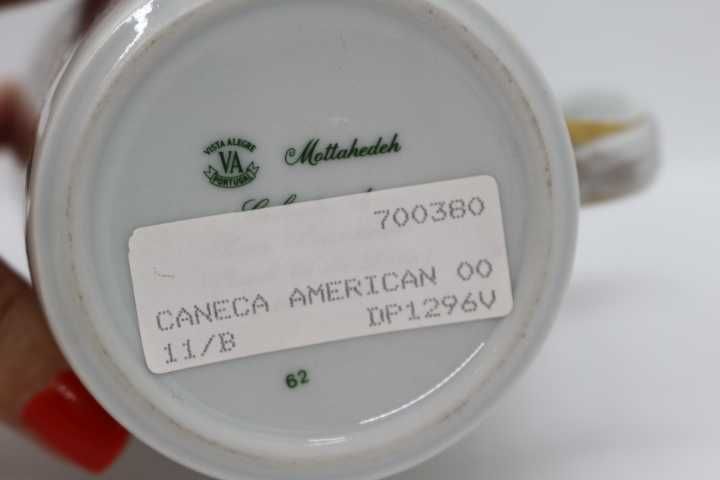 VISTA ALEGRE
VA
PORTUGAL
Mottahedeh
700380
CANECA AMERICAN 00
11/B DP1296V
62